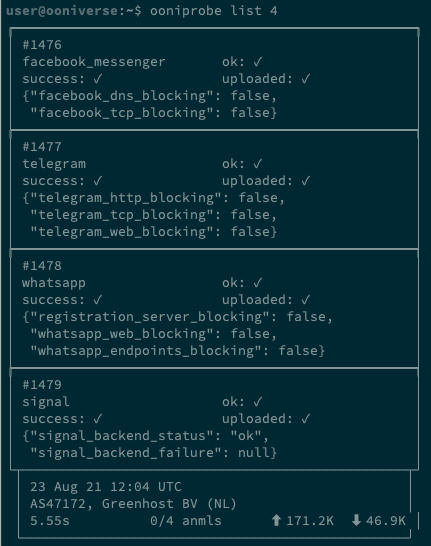 user@ooniverse:~$ ooniprobe list 4
#1476
facebook_messenger ok: ✓
success: ✓ uploaded: ✓
{"facebook_dns_blocking": false,
"facebook_tcp_blocking": false}
#1477
telegram ok: ✓
success: ✓ uploaded: ✓
{"telegram_http_blocking": false,
"telegram_tcp_blocking": false,
"telegram_web_blocking": false}
#1478
whatsapp ok: ✓
success: ✓ uploaded: ✓
{"registration_server_blocking": false,
"whatsapp_web_blocking": false,
"whatsapp_endpoints_blocking": false}
#1479
signal ok: ✓
success: ✓ uploaded: ✓
{"signal_backend_status": "ok",
"signal_backend_failure": null}
23 Aug 21 12:04 UTC
AS47172, Greenhost BV (NL)
5.55s 0/4 anmls ⬆ 171.2K ⬇ 46.9K